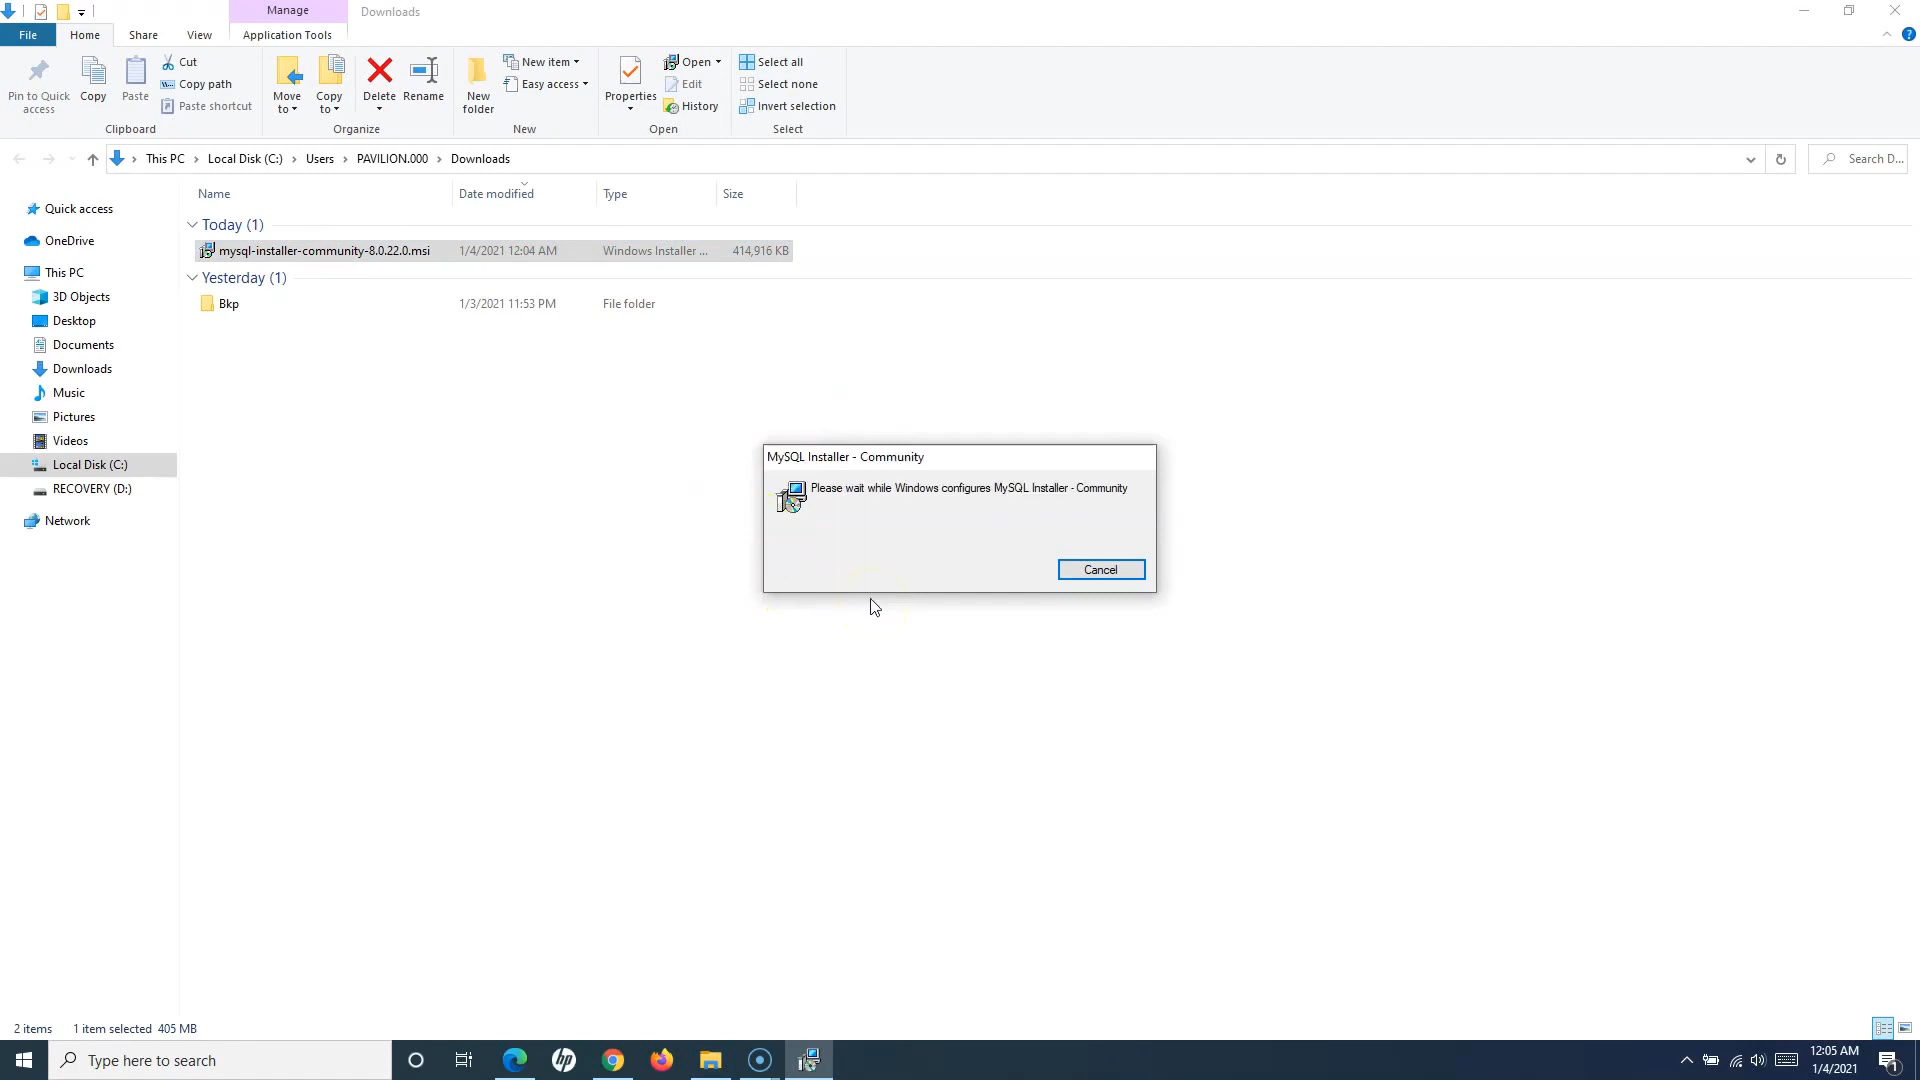 Manage
Downloads
File
Home
Share
View
Application Tools
Pin to Quick access
Copy
Paste
Cut
Copy path
Paste shortcut
Clipboard
Move to
Copy to
Delete
Rename
Organize
New folder
New item
Easy access
New
Properties
Open
Edit
History
Open
Select all
Select none
Invert selection
Select
This PC > Local Disk (C:) > Users > PAVILION.000 > Downloads
Search D...
Quick access
OneDrive
This PC
3D Objects
Desktop
Documents
Downloads
Music
Pictures
Videos
Local Disk (C:)
RECOVERY (D:)
Network
Name Date modified Type Size
Today (1)
mysql-installer-community-8.0.22.0.msi 1/4/2021 12:04 AM Windows Installer ... 414,916 KB
Yesterday (1)
Bkp 1/3/2021 11:53 PM File folder
MySQL Installer - Community
Please wait while Windows configures MySQL Installer - Community
Cancel
2 items 1 item selected 405 MB
Type here to search
hp
12:05 AM
1/4/2021
1